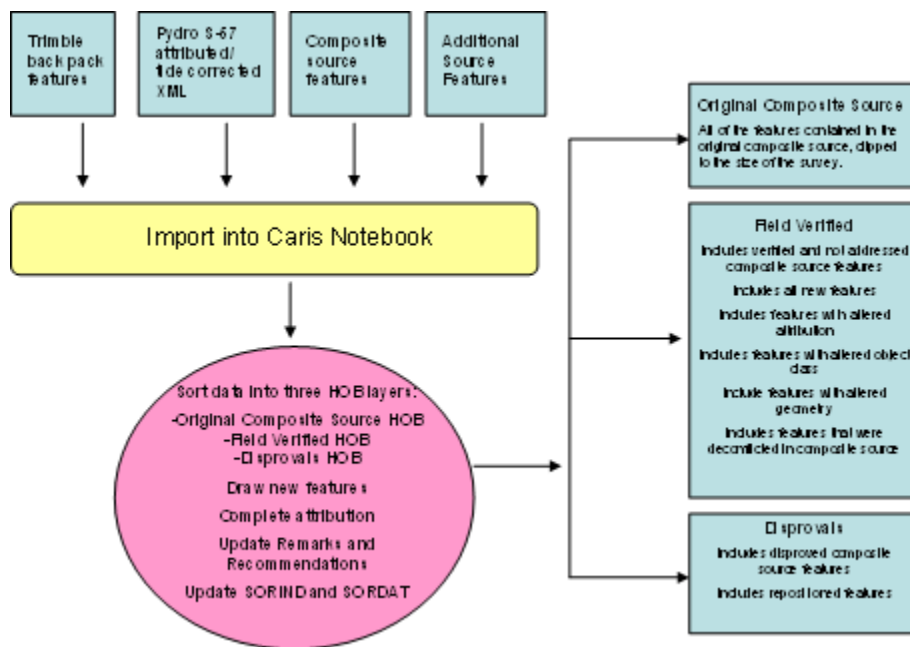 Trimble
back pack
features
Pydro S-57
attributed/
tide corrected
XML
Composite
source
features
Additional
Source
Features
Import into Caris Notebook
Sort data into three HOB layers:
-Original Composite Source HOB
-Field Verified HOB
-Disprovals HOB
Draw new features
Complete attribution
Update Remarks and
Recommendations
Update SORIND and SORDAT
Original Composite Source
All of the features contained in the
original composite source, clipped
to the size of the survey.
Field Verified
Includes verified and not addressed
composite source features
Includes all new features
Includes features with altered
attribution
Includes features with altered object
class
Include features with altered
geometry
Includes features that were
deconflicted in composite source
Disprovals
Includes disproved composite
source features
Includes repositioned features